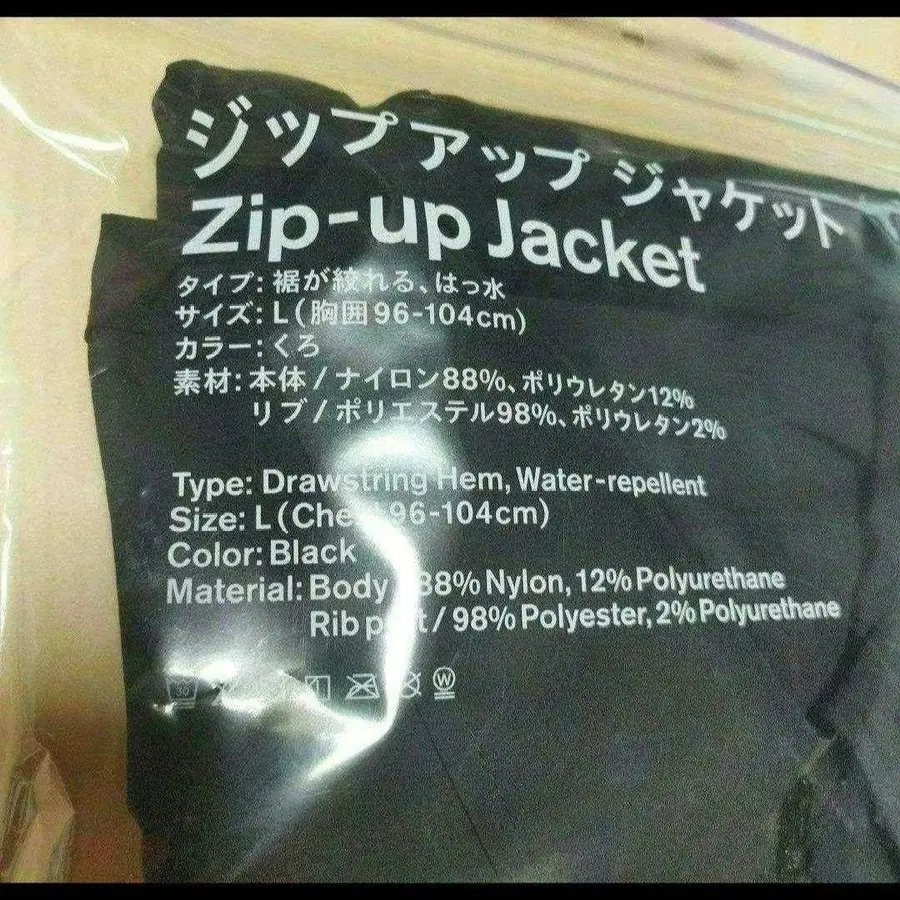 ジップアップ ジャケット
Zip-up Jacket
タイプ: 裾が絞れる、はっ水
サイズ: L(胸囲96-104cm)
カラー: くろ
素材: 本体/ナイロン88%、ポリウレタン12%
リブ/ポリエステル98%、ポリウレタン2%
Type: Drawstring Hem, Water-repellent
Size: L (Che 96-104cm)
Color: Black
Material: Body 88% Nylon, 12% Polyurethane
Rib / 98% Polyester, 2% Polyurethane
W